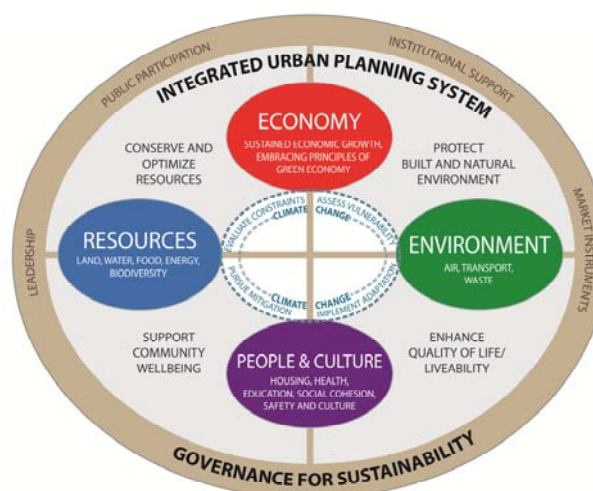 PUBLIC PARTICIPATION
INSTITUTIONAL SUPPORT
INTEGRATED URBAN PLANNING SYSTEM
ECONOMY
SUSTAINED ECONOMIC GROWTH,
EMBRACING PRINCIPLES OF
GREEN ECONOMY
CONSERVE AND
OPTIMIZE
RESOURCES
PROTECT
BUILT AND NATURAL
ENVIRONMENT
EVALUATE CONSTRAINTS
ASSESS VULNERABILITY
CLIMATE CHANGE
LEADERSHIP
RESOURCES
LAND, WATER, FOOD, ENERGY,
BIODIVERSITY
ENVIRONMENT
AIR, TRANSPORT,
WASTE
MARKET INSTRUMENTS
CLIMATE CHANGE
PURSUE MITIGATION
IMPLEMENT ADAPTATION
SUPPORT
COMMUNITY
WELLBEING
ENHANCE
QUALITY OF LIFE/
LIVEABILITY
PEOPLE & CULTURE
HOUSING, HEALTH,
EDUCATION, SOCIAL COHESION,
SAFETY AND CULTURE
GOVERNANCE FOR SUSTAINABILITY